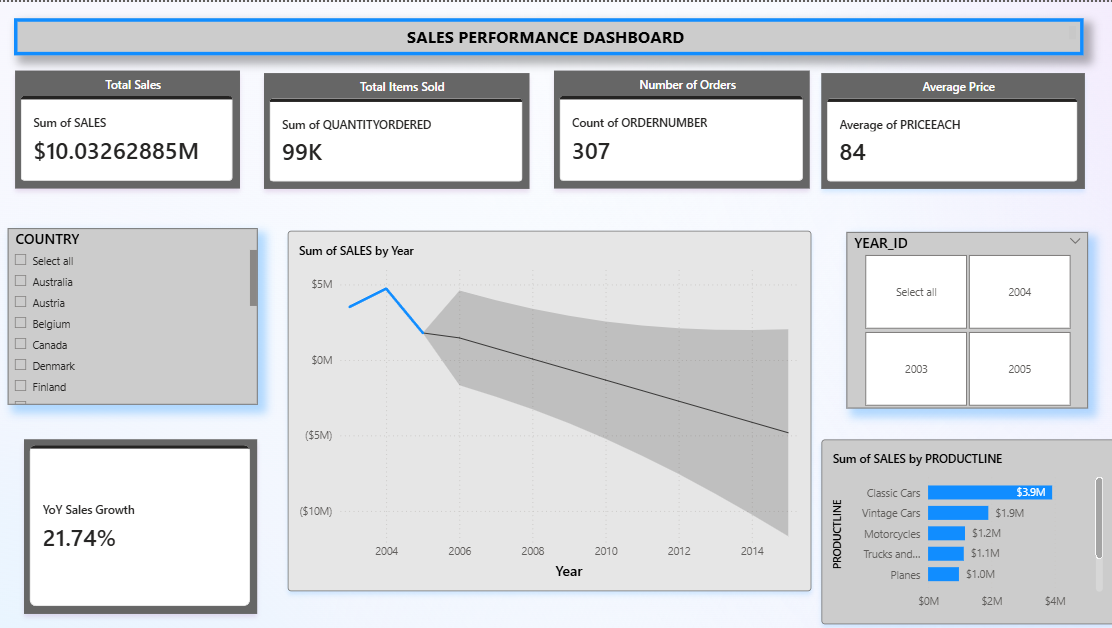 SALES PERFORMANCE DASHBOARD
Total Sales
Sum of SALES
$10.03262885M
Total Items Sold
Sum of QUANTITYORDERED
99K
Number of Orders
Count of ORDERNUMBER
307
Average Price
Average of PRICEEACH
84
COUNTRY
Select all
Australia
Austria
Belgium
Canada
Denmark
Finland
Sum of SALES by Year
$5M
$0M
($5M)
($10M)
2004 2006 2008 2010 2012 2014
Year
YEAR_ID
Select all 2004
2003 2005
YoY Sales Growth
21.74%
Sum of SALES by PRODUCTLINE
PRODUCTLINE
Classic Cars $3.9M
Vintage Cars $1.9M
Motorcycles $1.2M
Trucks and... $1.1M
Planes $1.0M
$0M $2M $4M